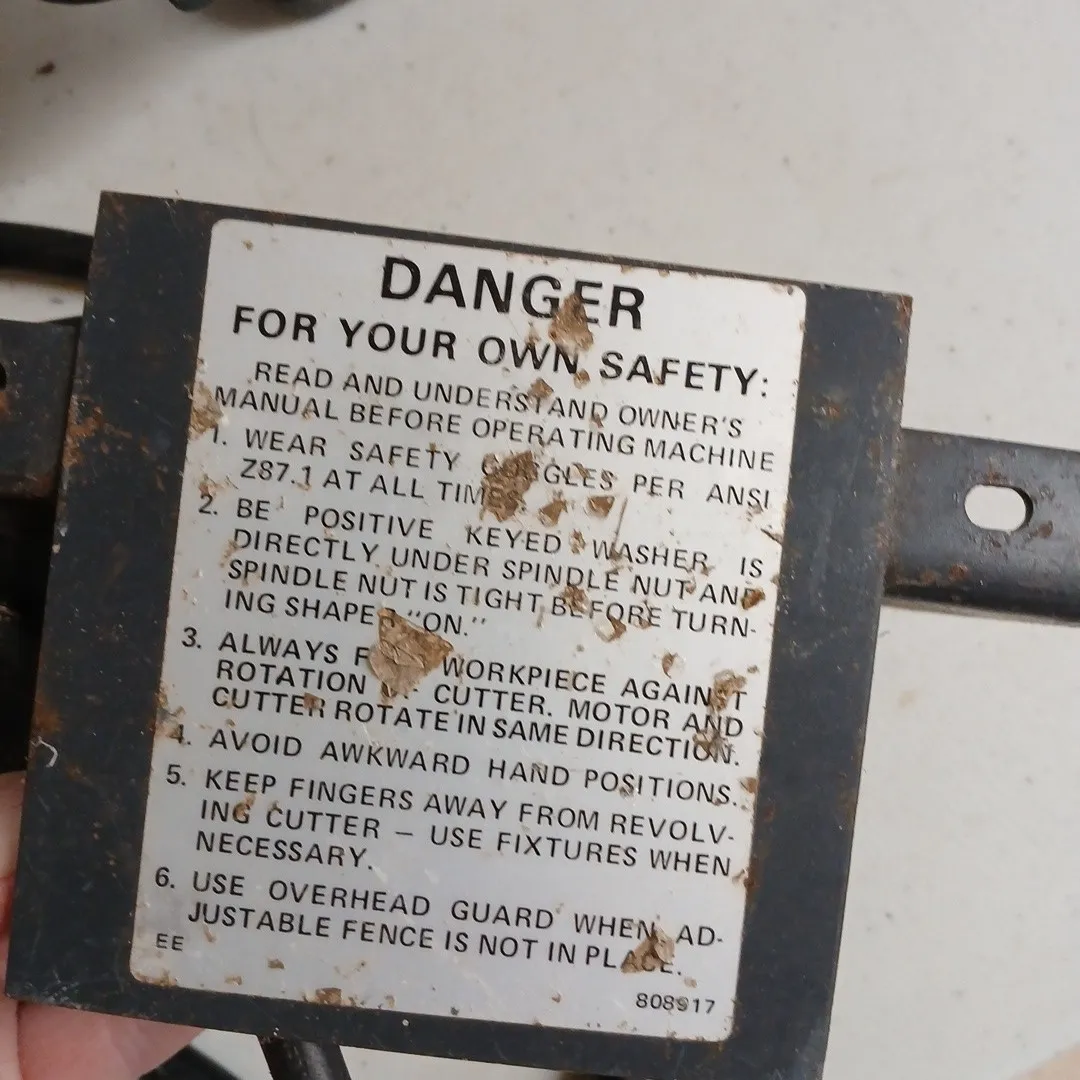 DANGER
FOR YOUR OWN SAFETY:
READ AND UNDERSTAND OWNER'S
MANUAL BEFORE OPERATING MACHINE
1. WEAR SAFETY GOGGLES PER ANSI
Z87.1 AT ALL TIMES.
2. BE POSITIVE KEYED WASHER IS
DIRECTLY UNDER SPINDLE NUT AND
SPINDLE NUT IS TIGHT BEFORE TURN-
ING SHAPER "ON."
3. ALWAYS WORKPIECE AGAINST
ROTATION OF CUTTER. MOTOR AND
CUTTER ROTATE IN SAME DIRECTION.
4. AVOID AWKWARD HAND POSITIONS.
5. KEEP FINGERS AWAY FROM REVOLV-
ING CUTTER – USE FIXTURES WHEN
NECESSARY.
6. USE OVERHEAD GUARD WHEN AD-
JUSTABLE FENCE IS NOT IN PLACE.
EE
808917